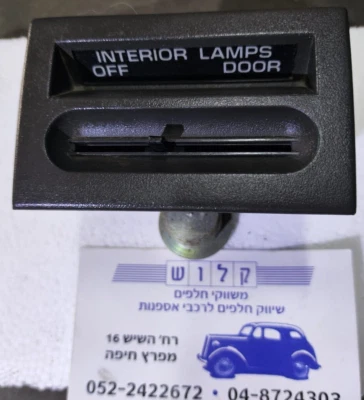 INTERIOR LAMPS
OFF DOOR
קלוש
משווקי חלפים
שיווק חלפים לרכבי אספנות
רח׳ השיש 16
מפרץ חיפה
052-2422672 • 04-8724303